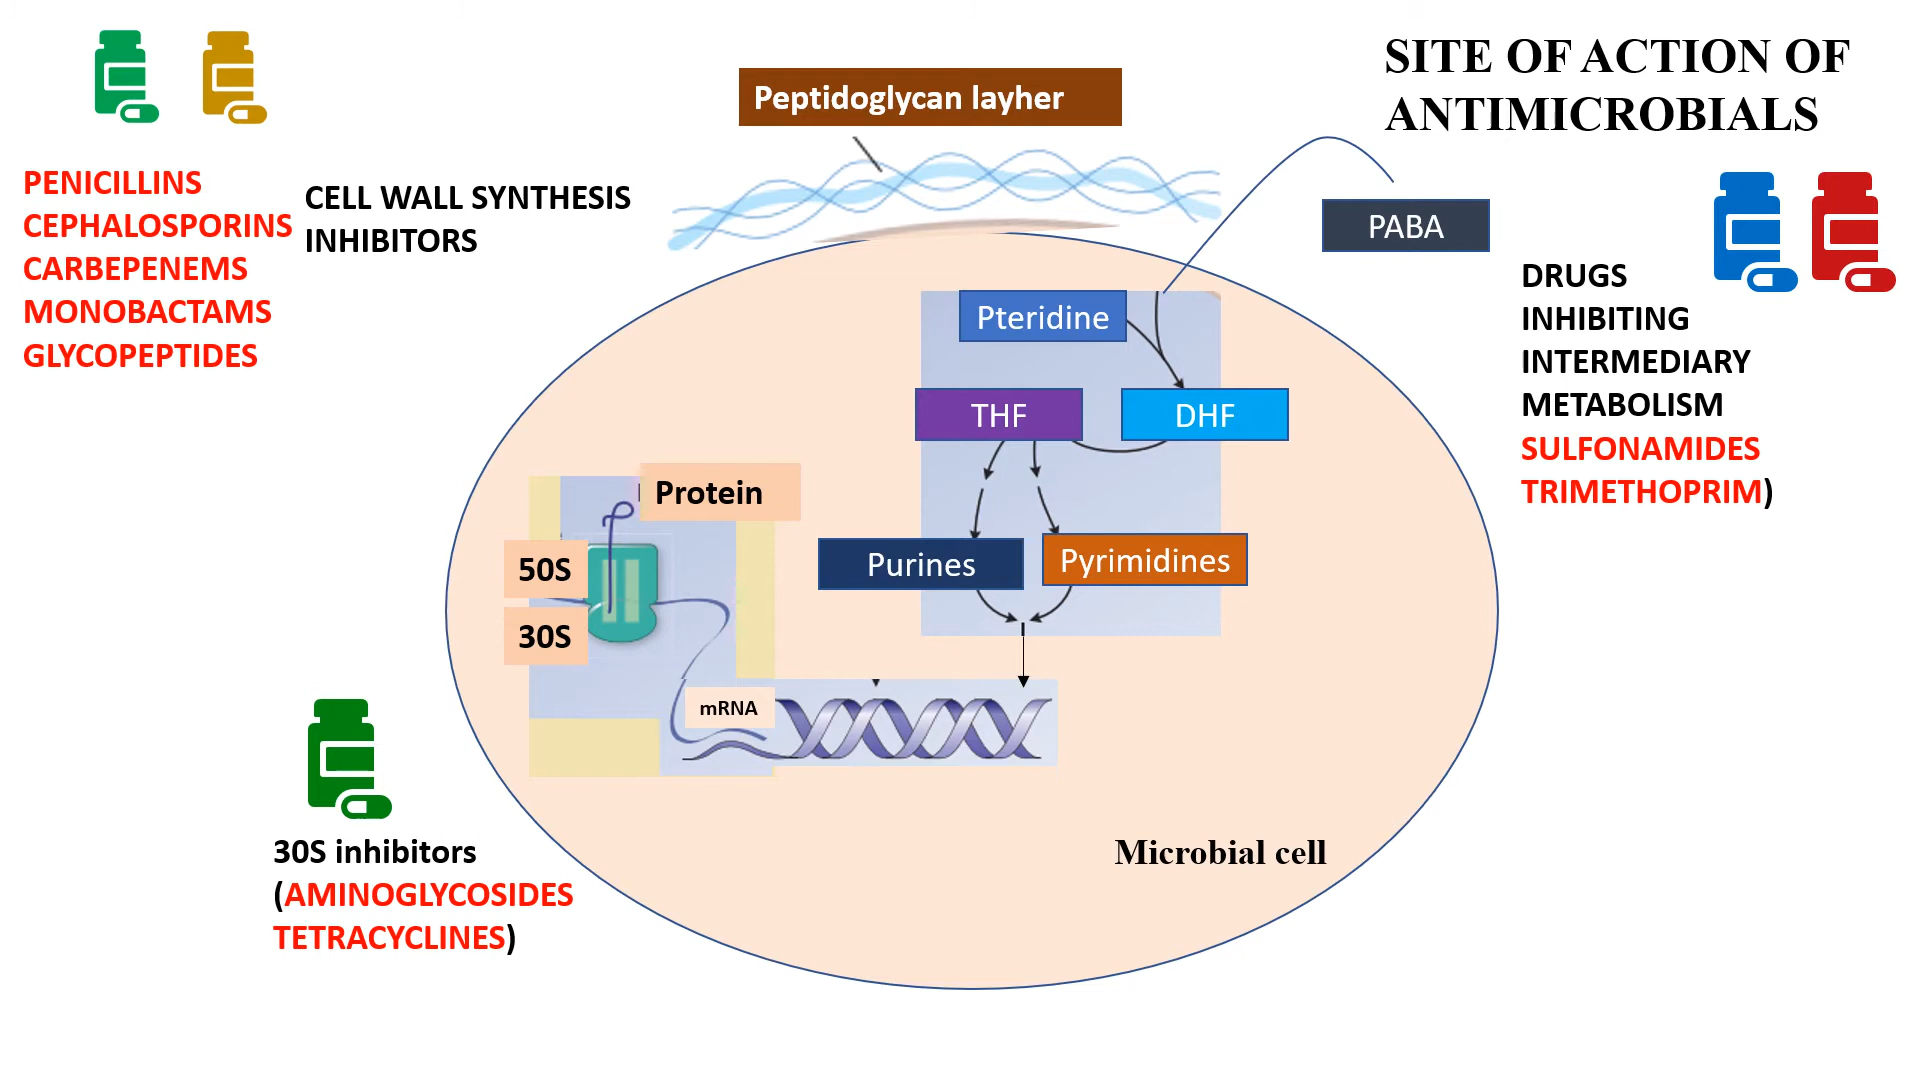 SITE OF ACTION OF
ANTIMICROBIALS
Peptidoglycan layher
PENICILLINS
CEPHALOSPORINS
CARBEPENEMS
MONOBACTAMS
GLYCOPEPTIDES
CELL WALL SYNTHESIS
INHIBITORS
PABA
DRUGS
INHIBITING
INTERMEDIARY
METABOLISM
SULFONAMIDES
TRIMETHOPRIM)
Pteridine
THF
DHF
Protein
50S
30S
Purines
Pyrimidines
mRNA
30S inhibitors
(AMINOGLYCOSIDES
TETRACYCLINES)
Microbial cell